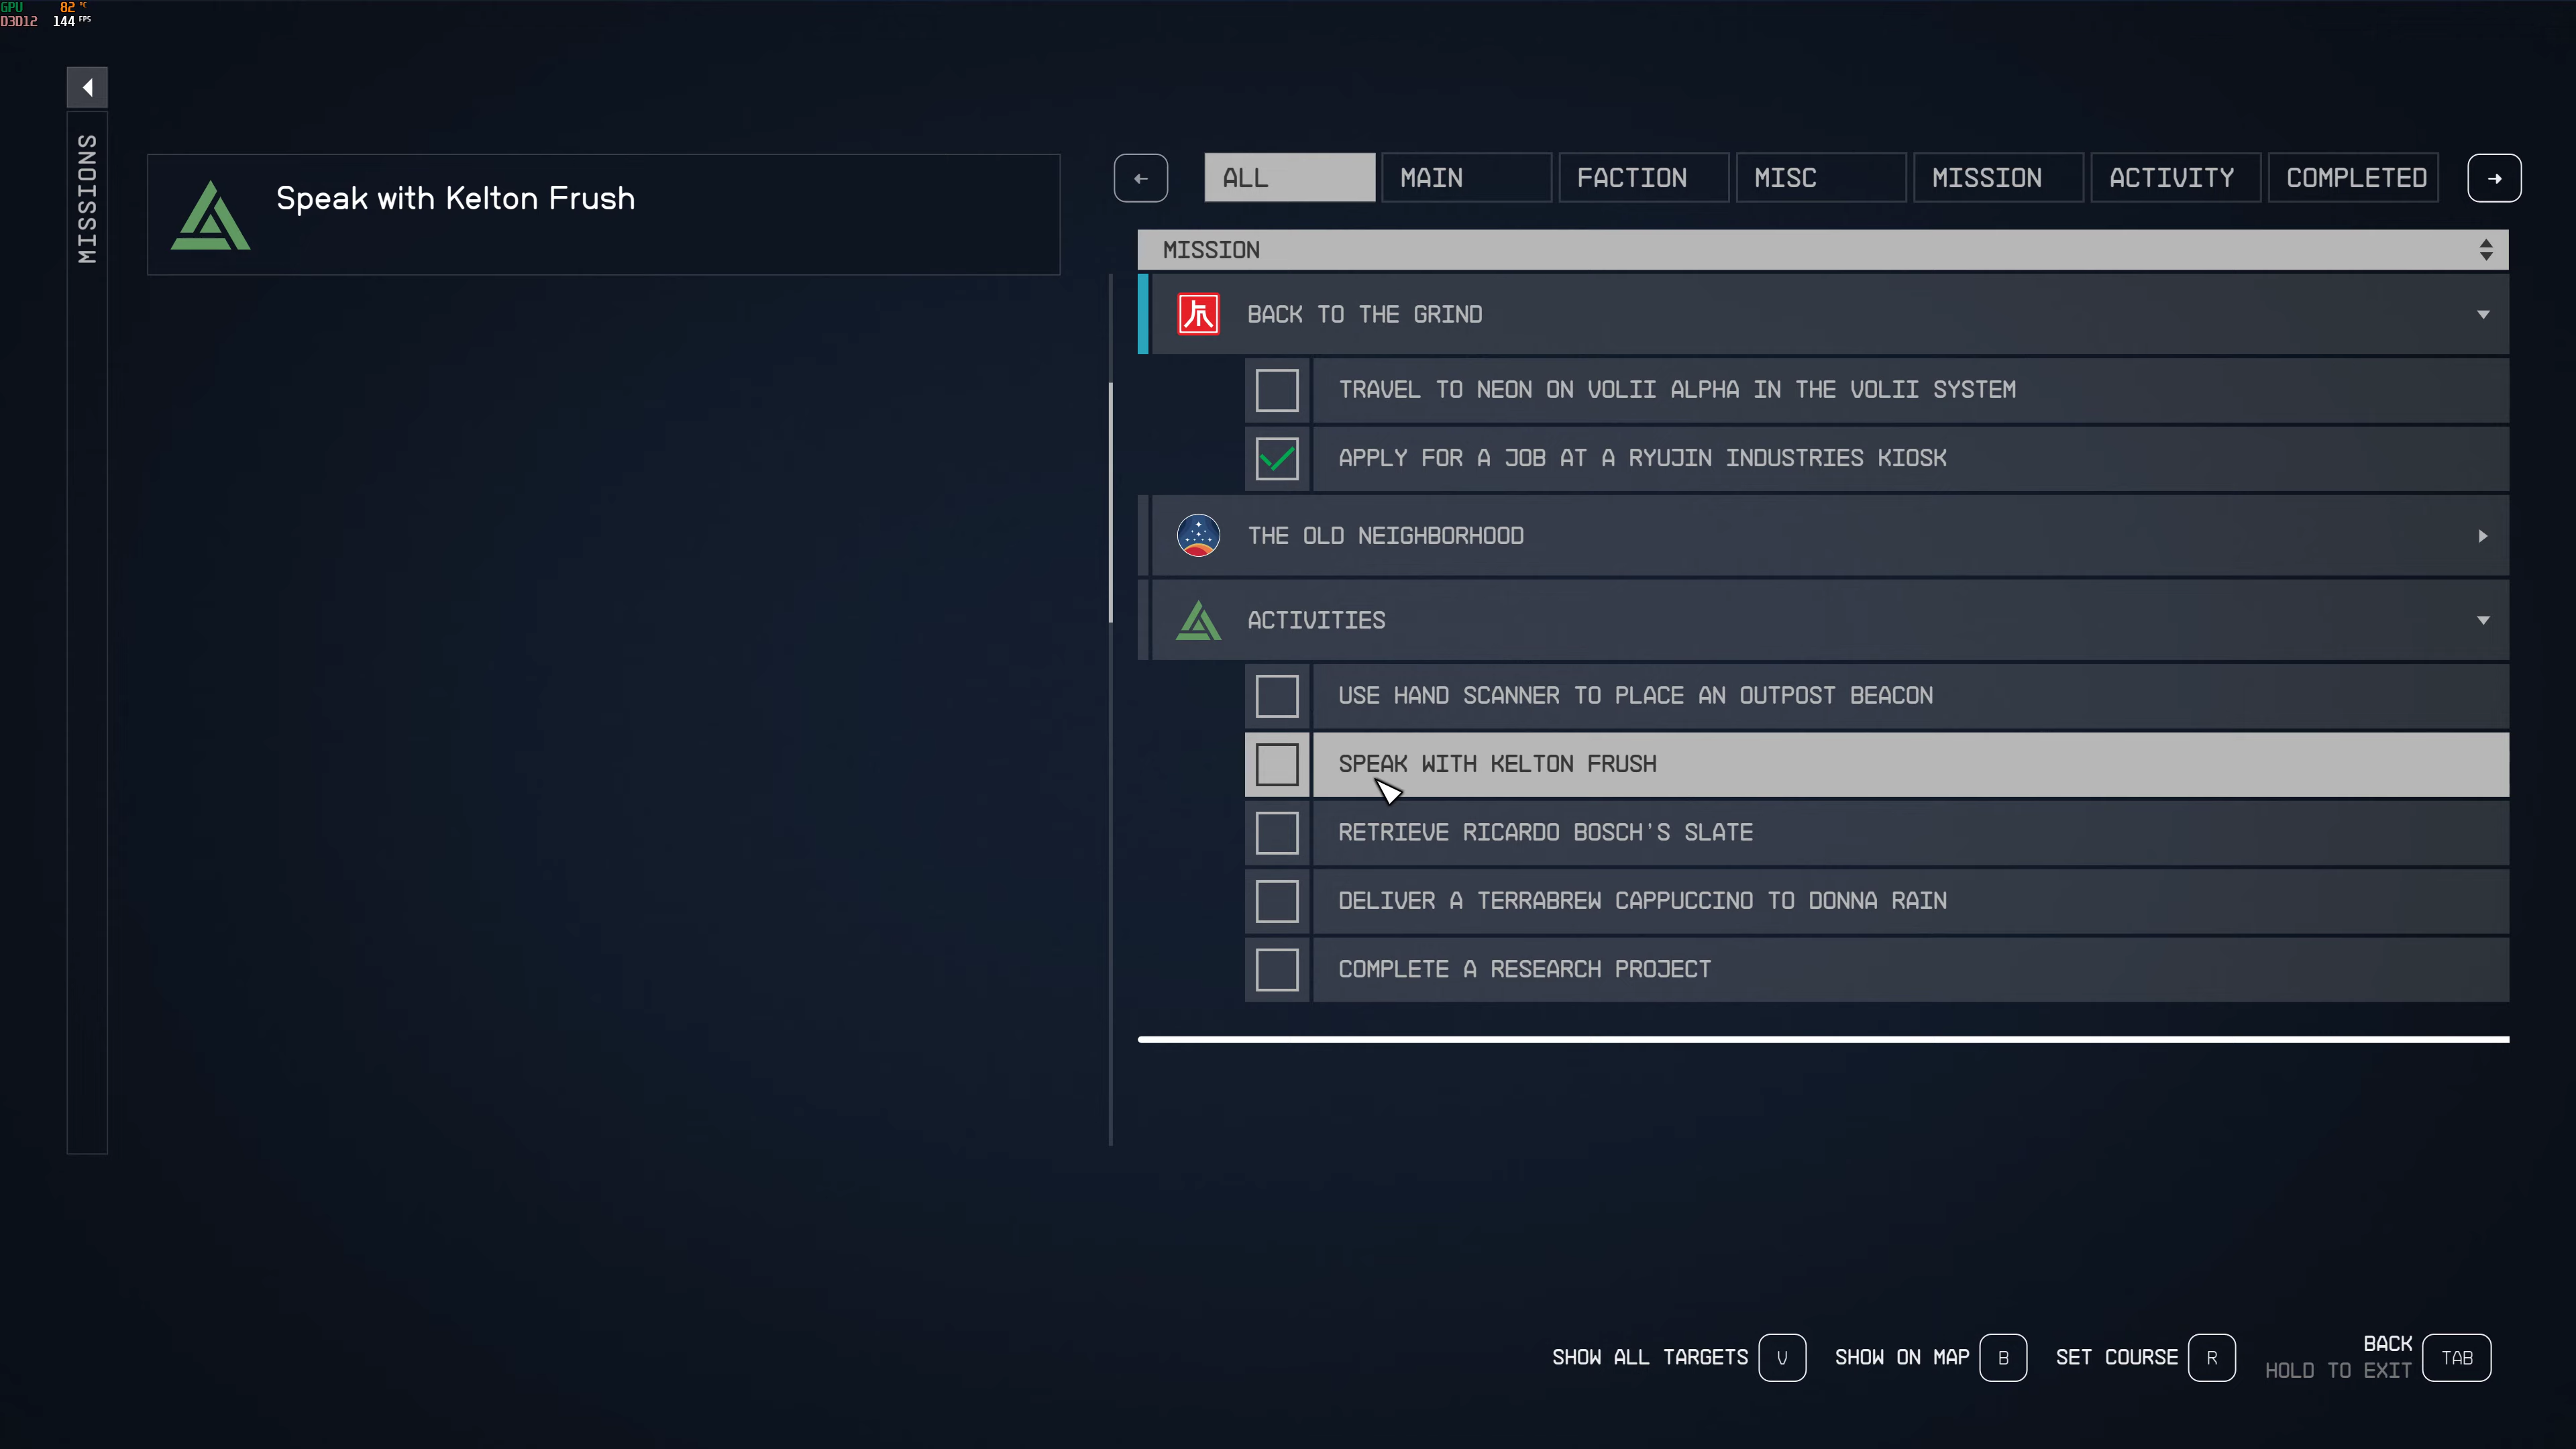 GPU 82 °C
D3D12 144 FPS
MISSIONS
Speak with Kelton Frush
ALL
MAIN
FACTION
MISC
MISSION
ACTIVITY
COMPLETED
MISSION
BACK TO THE GRIND
TRAVEL TO NEON ON VOLII ALPHA IN THE VOLII SYSTEM
APPLY FOR A JOB AT A RYUJIN INDUSTRIES KIOSK
THE OLD NEIGHBORHOOD
ACTIVITIES
USE HAND SCANNER TO PLACE AN OUTPOST BEACON
SPEAK WITH KELTON FRUSH
RETRIEVE RICARDO BOSCH'S SLATE
DELIVER A TERRABREW CAPPUCCINO TO DONNA RAIN
COMPLETE A RESEARCH PROJECT
SHOW ALL TARGETS V
SHOW ON MAP B
SET COURSE R
BACK
HOLD TO EXIT
TAB